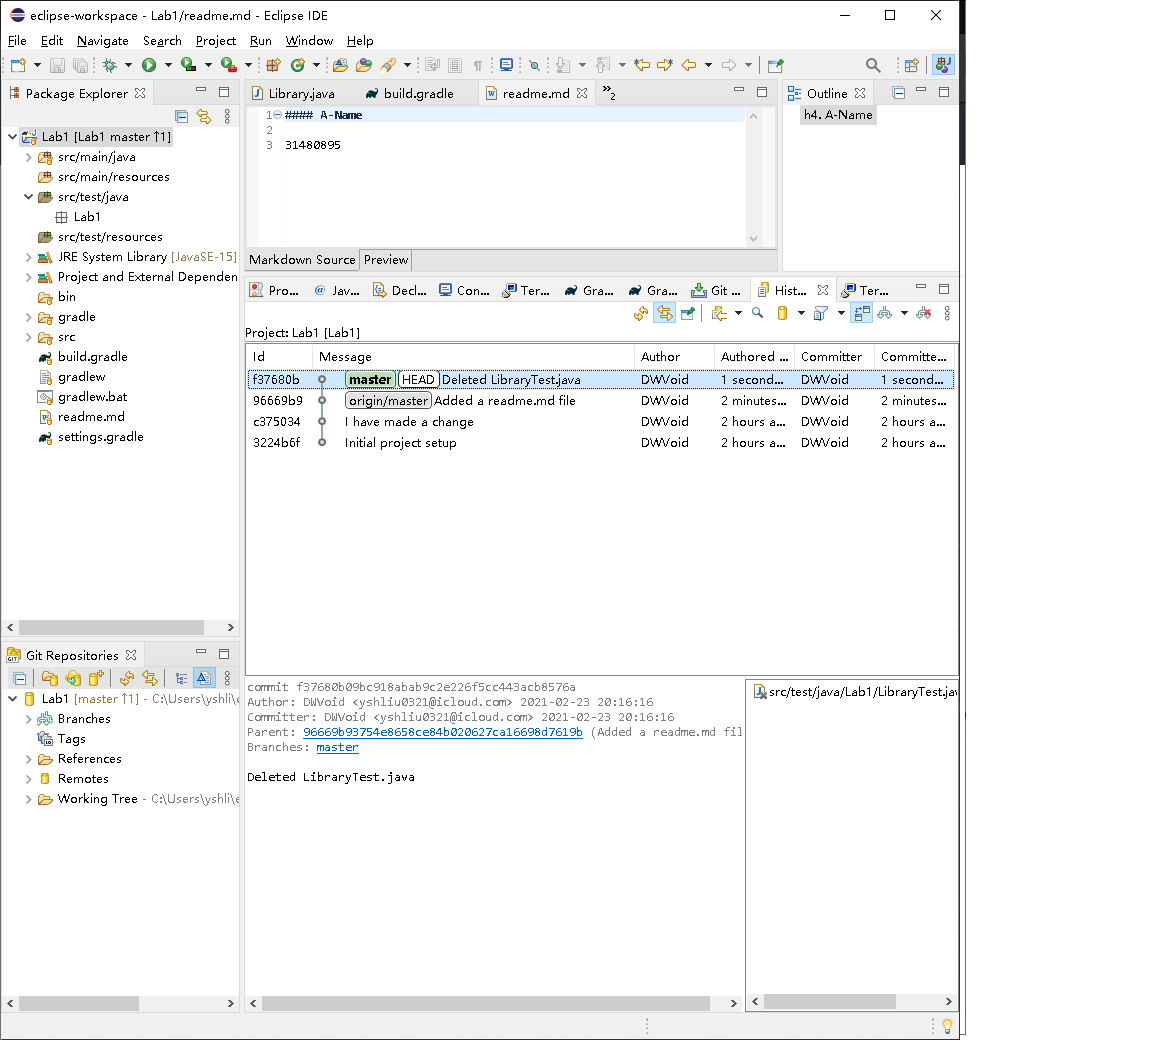 eclipse-workspace - Lab1/readme.md - Eclipse IDE
File Edit Navigate Search Project Run Window Help
Package Explorer
Lab1 [Lab1 master ↑1]
src/main/java
src/main/resources
src/test/java
Lab1
src/test/resources
JRE System Library [JavaSE-15]
Project and External Dependen
bin
gradle
src
build.gradle
gradlew
gradlew.bat
readme.md
settings.gradle
Library.java build.gradle readme.md »2
1 #### A-Name
2
3 31480895
Markdown Source Preview
Outline
h4. A-Name
Pro... Jav... Decl... Con... Ter... Gra... Gra... Git ... Hist... Ter...
Project: Lab1 [Lab1]
Id Message Author Authored ... Committer Committe...
f37680b master HEAD Deleted LibraryTest.java DWVoid 1 second... DWVoid 1 second...
96669b9 origin/master Added a readme.md file DWVoid 2 minutes... DWVoid 2 minutes...
c375034 I have made a change DWVoid 2 hours a... DWVoid 2 hours a...
3224b6f Initial project setup DWVoid 2 hours a... DWVoid 2 hours a...
Git Repositories
Lab1 [master ↑1] - C:\Users\yshli\e
Branches
Tags
References
Remotes
Working Tree - C:\Users\yshli\e
commit f37680b09bc918abab9c2e226f5cc443acb8576a
Author: DWVoid <yshliu0321@icloud.com> 2021-02-23 20:16:16
Committer: DWVoid <yshliu0321@icloud.com> 2021-02-23 20:16:16
Parent: 96669b93754e8658ce84b020627ca16698d7619b (Added a readme.md fil
Branches: master
Deleted LibraryTest.java
src/test/java/Lab1/LibraryTest.jav